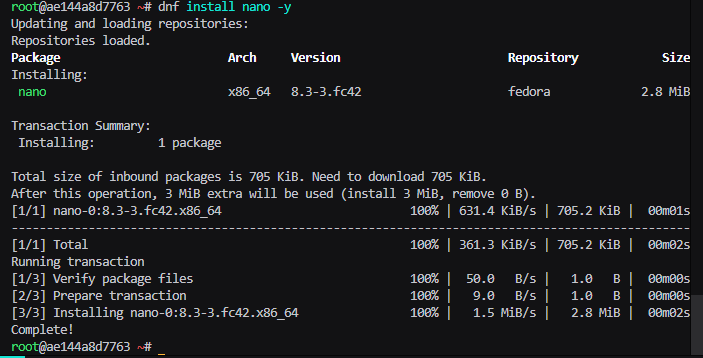 root@ae144a8d7763 ~# dnf install nano -y
Updating and loading repositories:
Repositories loaded.
Package Arch Version Repository Size
Installing:
nano x86_64 8.3-3.fc42 fedora 2.8 MiB
Transaction Summary:
Installing: 1 package
Total size of inbound packages is 705 KiB. Need to download 705 KiB.
After this operation, 3 MiB extra will be used (install 3 MiB, remove 0 B).
[1/1] nano-0:8.3-3.fc42.x86_64 100% | 631.4 KiB/s | 705.2 KiB | 00m01s
--------------------------------------------------------------------------------
[1/1] Total 100% | 361.3 KiB/s | 705.2 KiB | 00m02s
Running transaction
[1/3] Verify package files 100% | 50.0 B/s | 1.0 B | 00m00s
[2/3] Prepare transaction 100% | 9.0 B/s | 1.0 B | 00m00s
[3/3] Installing nano-0:8.3-3.fc42.x86_64 100% | 1.5 MiB/s | 2.8 MiB | 00m02s
Complete!
root@ae144a8d7763 ~# _